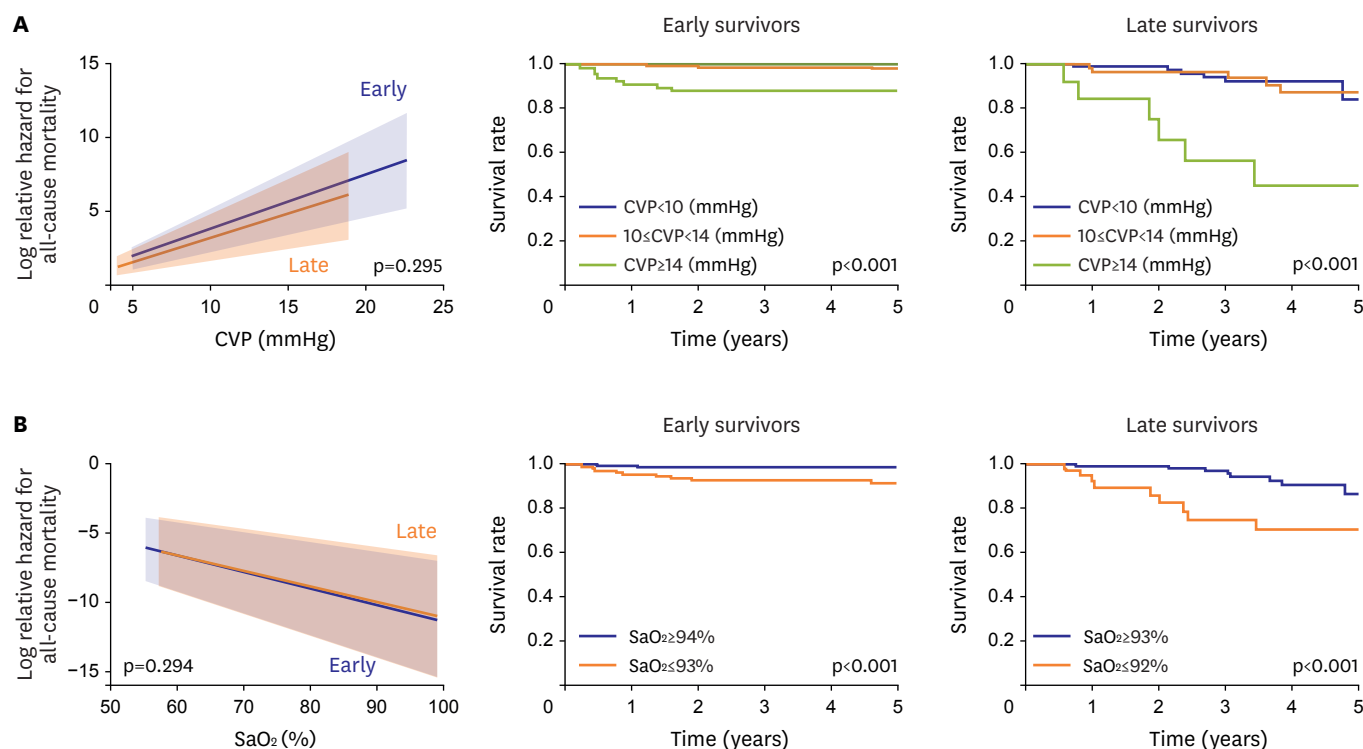 A
Early survivors
Late survivors
Log relative hazard for
all-cause mortality
15
10
5
0
5
10
15
20
25
Early
Late
p=0.295
CVP (mmHg)
Survival rate
1.0
0.8
0.6
0.4
0.2
0
1
2
3
4
5
CVP<10 (mmHg)
10≤CVP<14 (mmHg)
CVP≥14 (mmHg)
p<0.001
Time (years)
Survival rate
1.0
0.8
0.6
0.4
0.2
0
1
2
3
4
5
CVP<10 (mmHg)
10≤CVP<14 (mmHg)
CVP≥14 (mmHg)
p<0.001
Time (years)
B
Early survivors
Late survivors
Log relative hazard for
all-cause mortality
0
−5
−10
−15
50
60
70
80
90
100
Late
Early
p=0.294
SaO₂ (%)
Survival rate
1.0
0.8
0.6
0.4
0.2
0
1
2
3
4
5
SaO₂≥94%
SaO₂≤93%
p<0.001
Time (years)
Survival rate
1.0
0.8
0.6
0.4
0.2
0
1
2
3
4
5
SaO₂≥93%
SaO₂≤92%
p<0.001
Time (years)